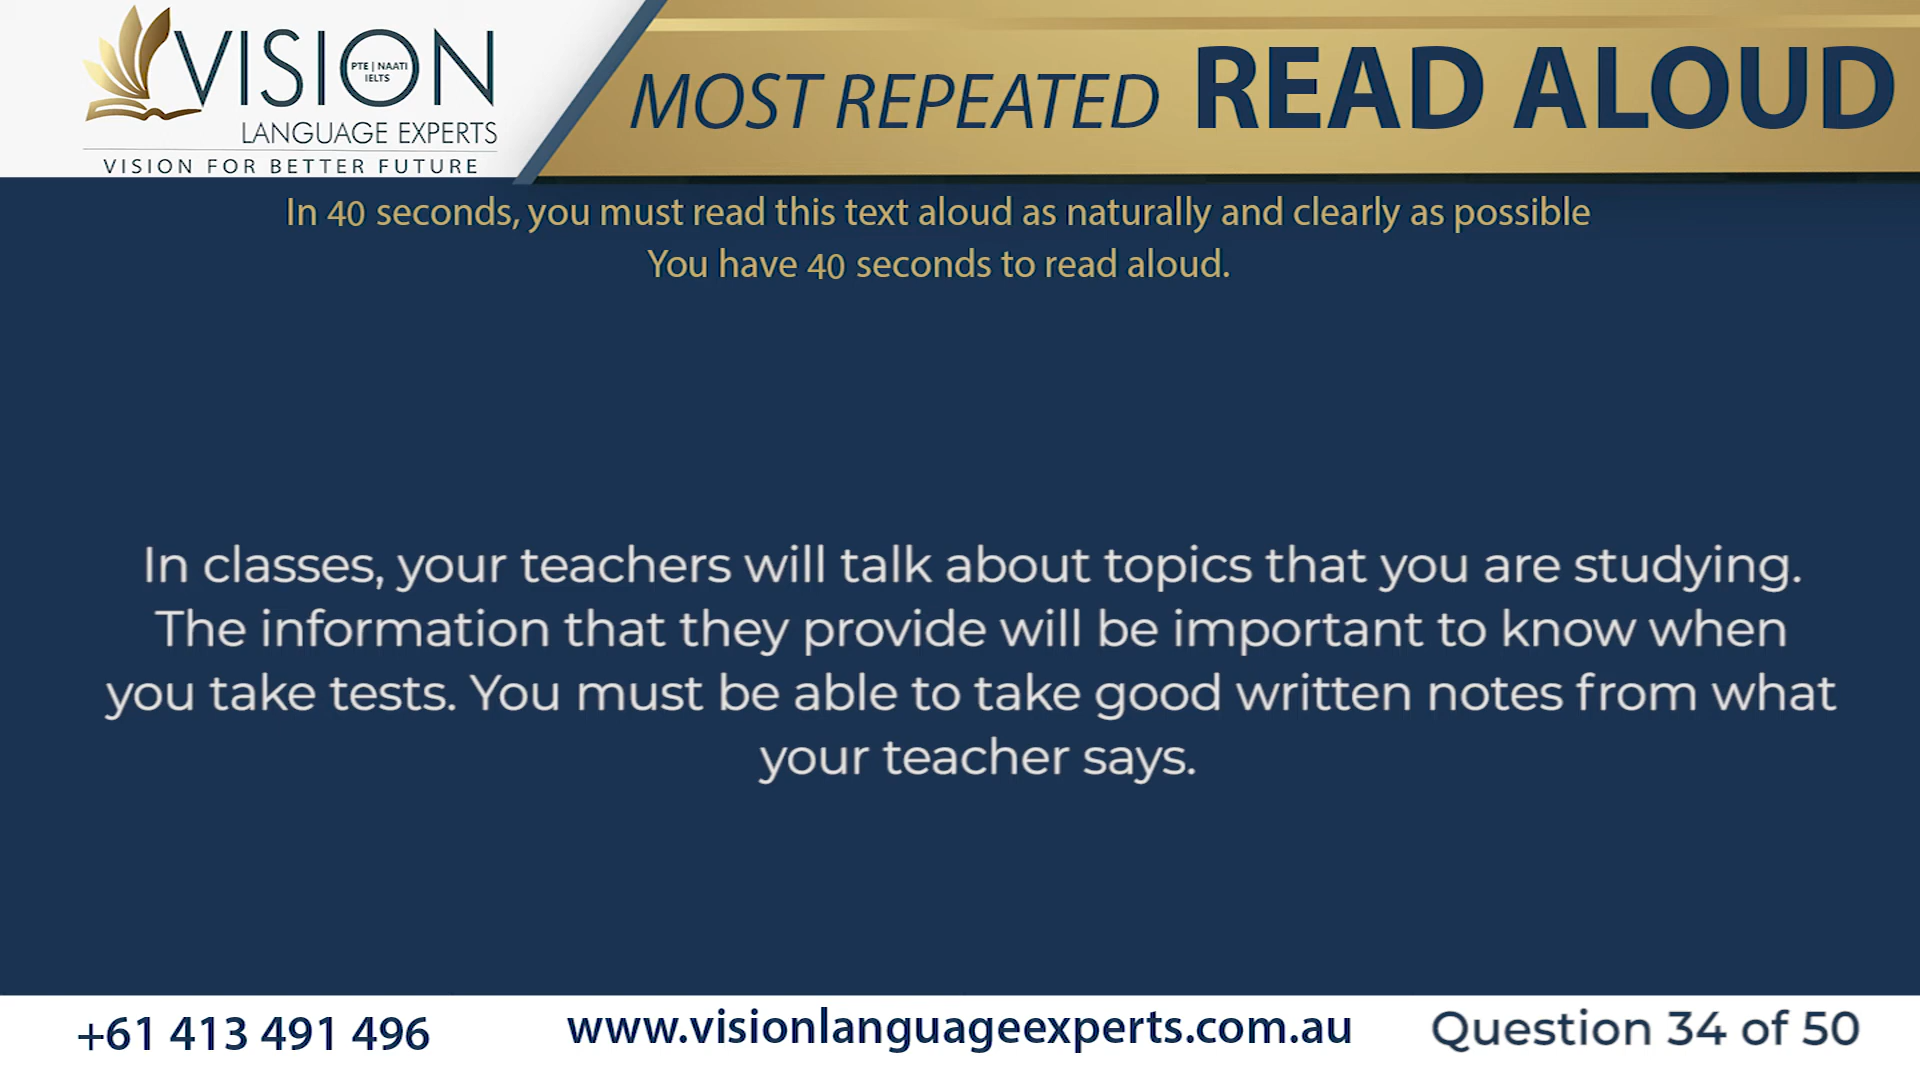 VISION
PTE | NAATI
IELTS
LANGUAGE EXPERTS
VISION FOR BETTER FUTURE
MOST REPEATED READ ALOUD
In 40 seconds, you must read this text aloud as naturally and clearly as possible
You have 40 seconds to read aloud.
In classes, your teachers will talk about topics that you are studying.
The information that they provide will be important to know when
you take tests. You must be able to take good written notes from what
your teacher says.
+61 413 491 496
www.visionlanguageexperts.com.au
Question 34 of 50